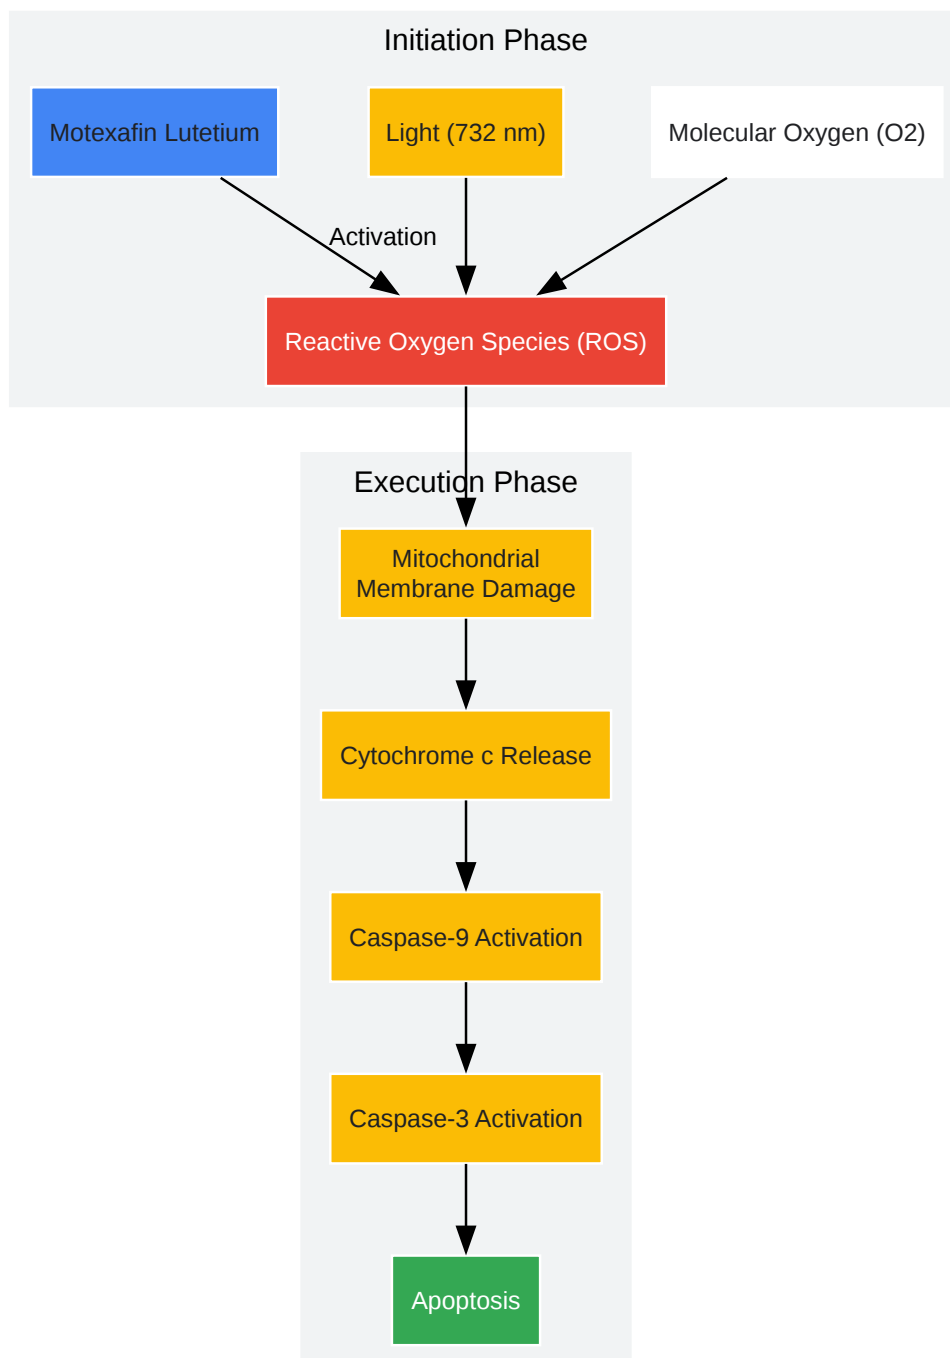 Initiation Phase
Motexafin Lutetium
Light (732 nm)
Molecular Oxygen (O2)
Activation
Reactive Oxygen Species (ROS)
Execution Phase
Mitochondrial
Membrane Damage
Cytochrome c Release
Caspase-9 Activation
Caspase-3 Activation
Apoptosis